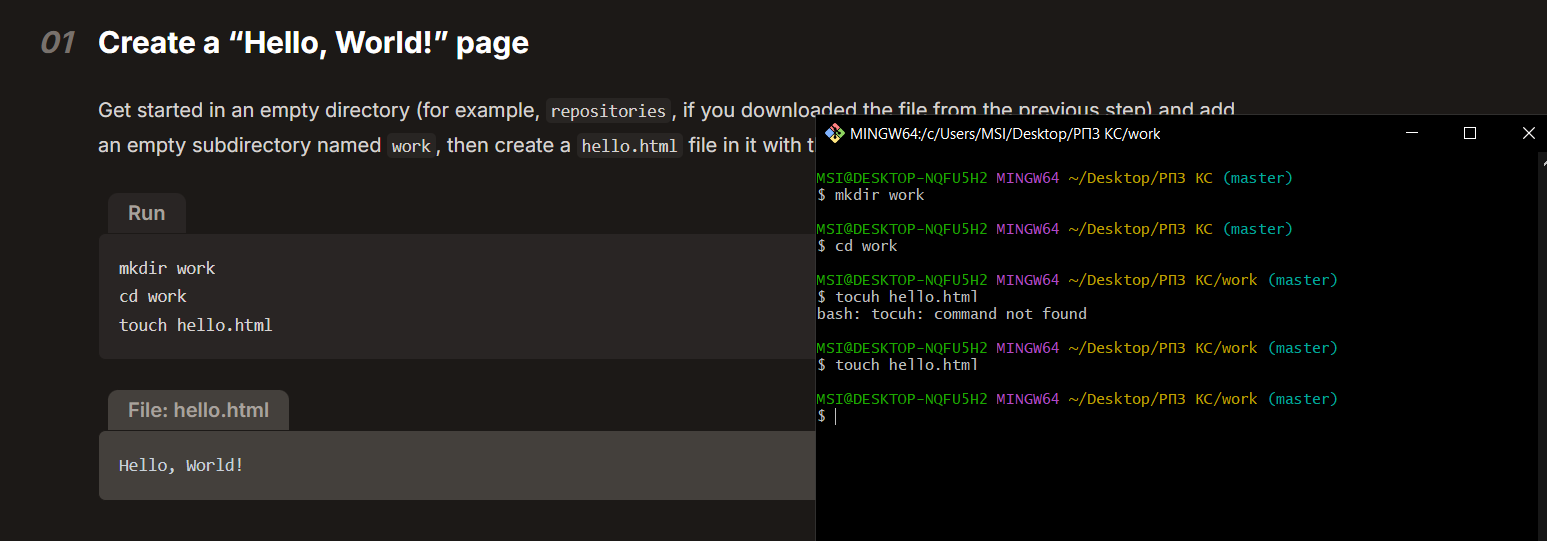 01 Create a “Hello, World!” page
Get started in an empty directory (for example, repositories, if you downloaded the file from the previous step) and add
an empty subdirectory named work, then create a hello.html file in it with
Run
mkdir work
cd work
touch hello.html
File: hello.html
Hello, World!
MINGW64:/c/Users/MSI/Desktop/РПЗ КС/work
MSI@DESKTOP-NQFU5H2 MINGW64 ~/Desktop/РПЗ КС (master)
$ mkdir work
MSI@DESKTOP-NQFU5H2 MINGW64 ~/Desktop/РПЗ КС (master)
$ cd work
MSI@DESKTOP-NQFU5H2 MINGW64 ~/Desktop/РПЗ КС/work (master)
$ tocuh hello.html
bash: tocuh: command not found
MSI@DESKTOP-NQFU5H2 MINGW64 ~/Desktop/РПЗ КС/work (master)
$ touch hello.html
MSI@DESKTOP-NQFU5H2 MINGW64 ~/Desktop/РПЗ КС/work (master)
$